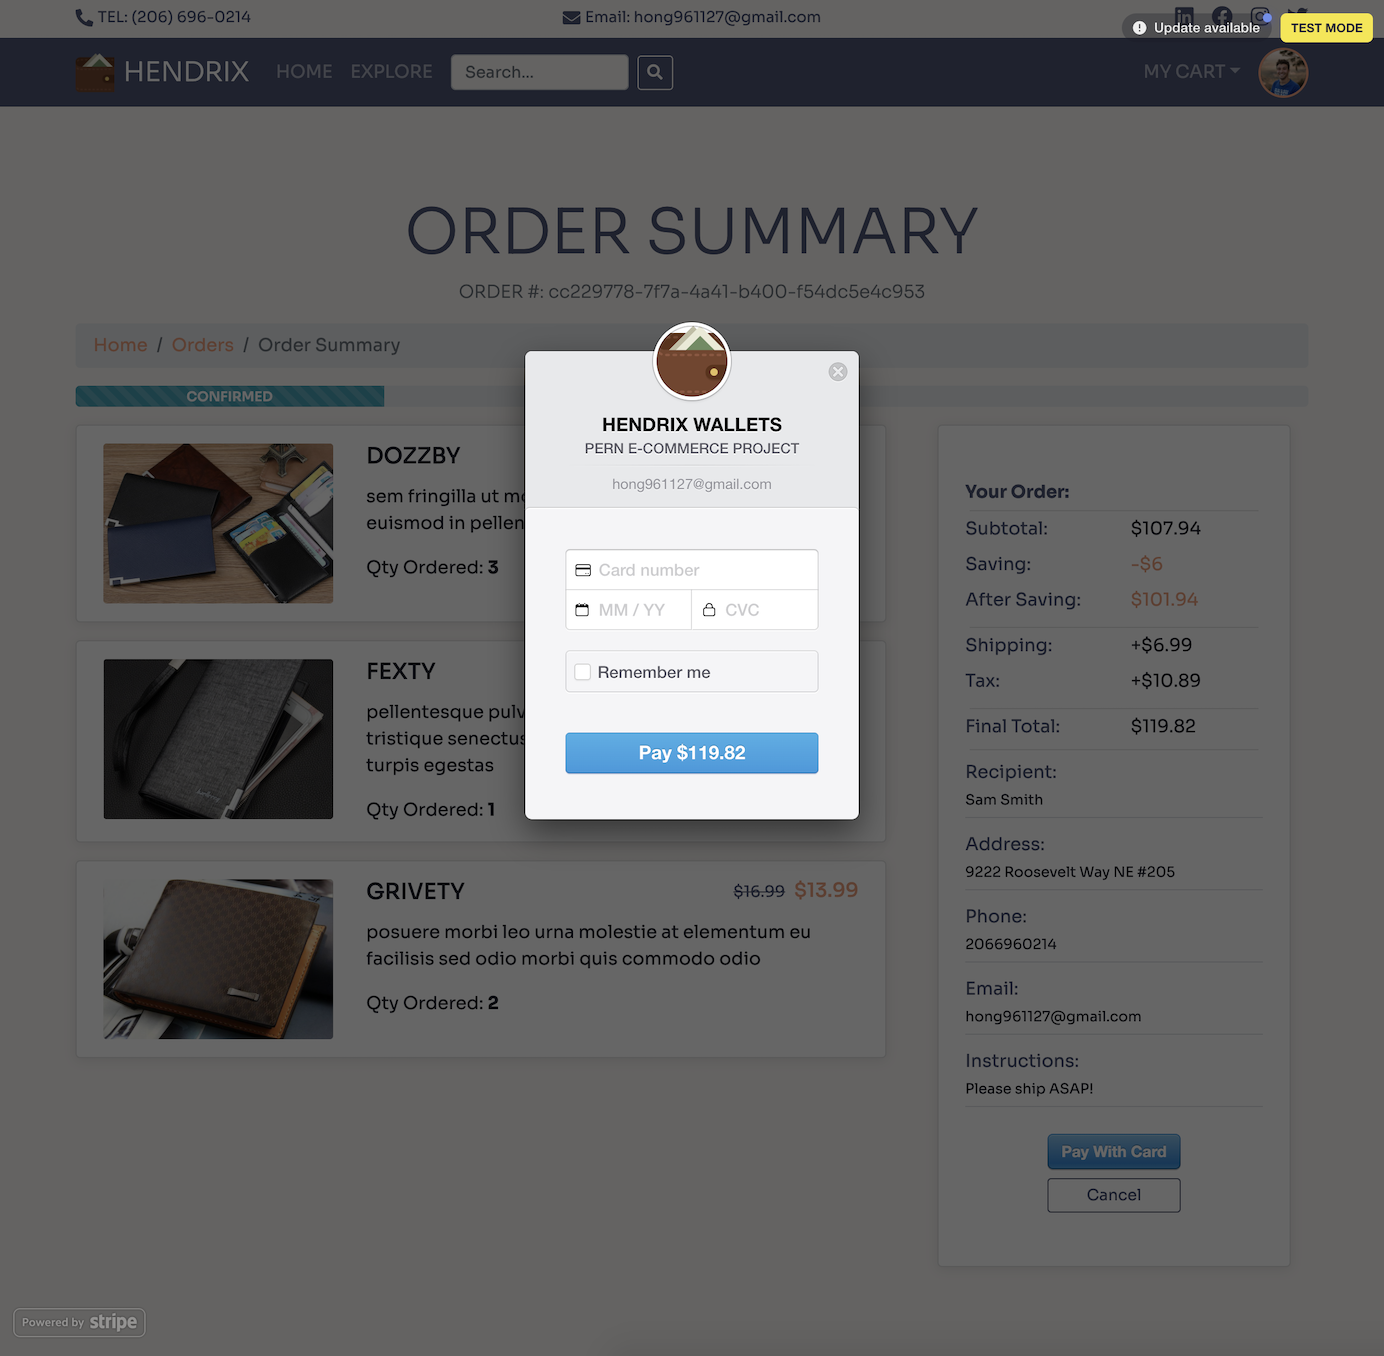 TEL: (206) 696-0214
Email: hong961127@gmail.com
Update available
TEST MODE
HENDRIX
HOME
EXPLORE
Search...
MY CART
ORDER SUMMARY
ORDER #: cc229778-7f7a-4a41-b400-f54dc5e4c953
Home / Orders / Order Summary
CONFIRMED
HENDRIX WALLETS
PERN E-COMMERCE PROJECT
hong961127@gmail.com
Card number
MM / YY
CVC
Remember me
Pay $119.82
DOZZBY
sem fringilla ut
euismod in
Qty Ordered: 3
FEXTY
pellentesque
tristique
turpis egestas
Qty Ordered: 1
GRIVETY
$16.99 $13.99
posuere morbi leo urna molestie at elementum eu
facilisis sed odio morbi quis commodo odio
Qty Ordered: 2
Your Order:
Subtotal: $107.94
Saving: -$6
After Saving: $101.94
Shipping: +$6.99
Tax: +$10.89
Final Total: $119.82
Recipient:
Sam Smith
Address:
9222 Roosevelt Way NE #205
Phone:
2066960214
Email:
hong961127@gmail.com
Instructions:
Please ship ASAP!
Pay With Card
Cancel
Powered by stripe